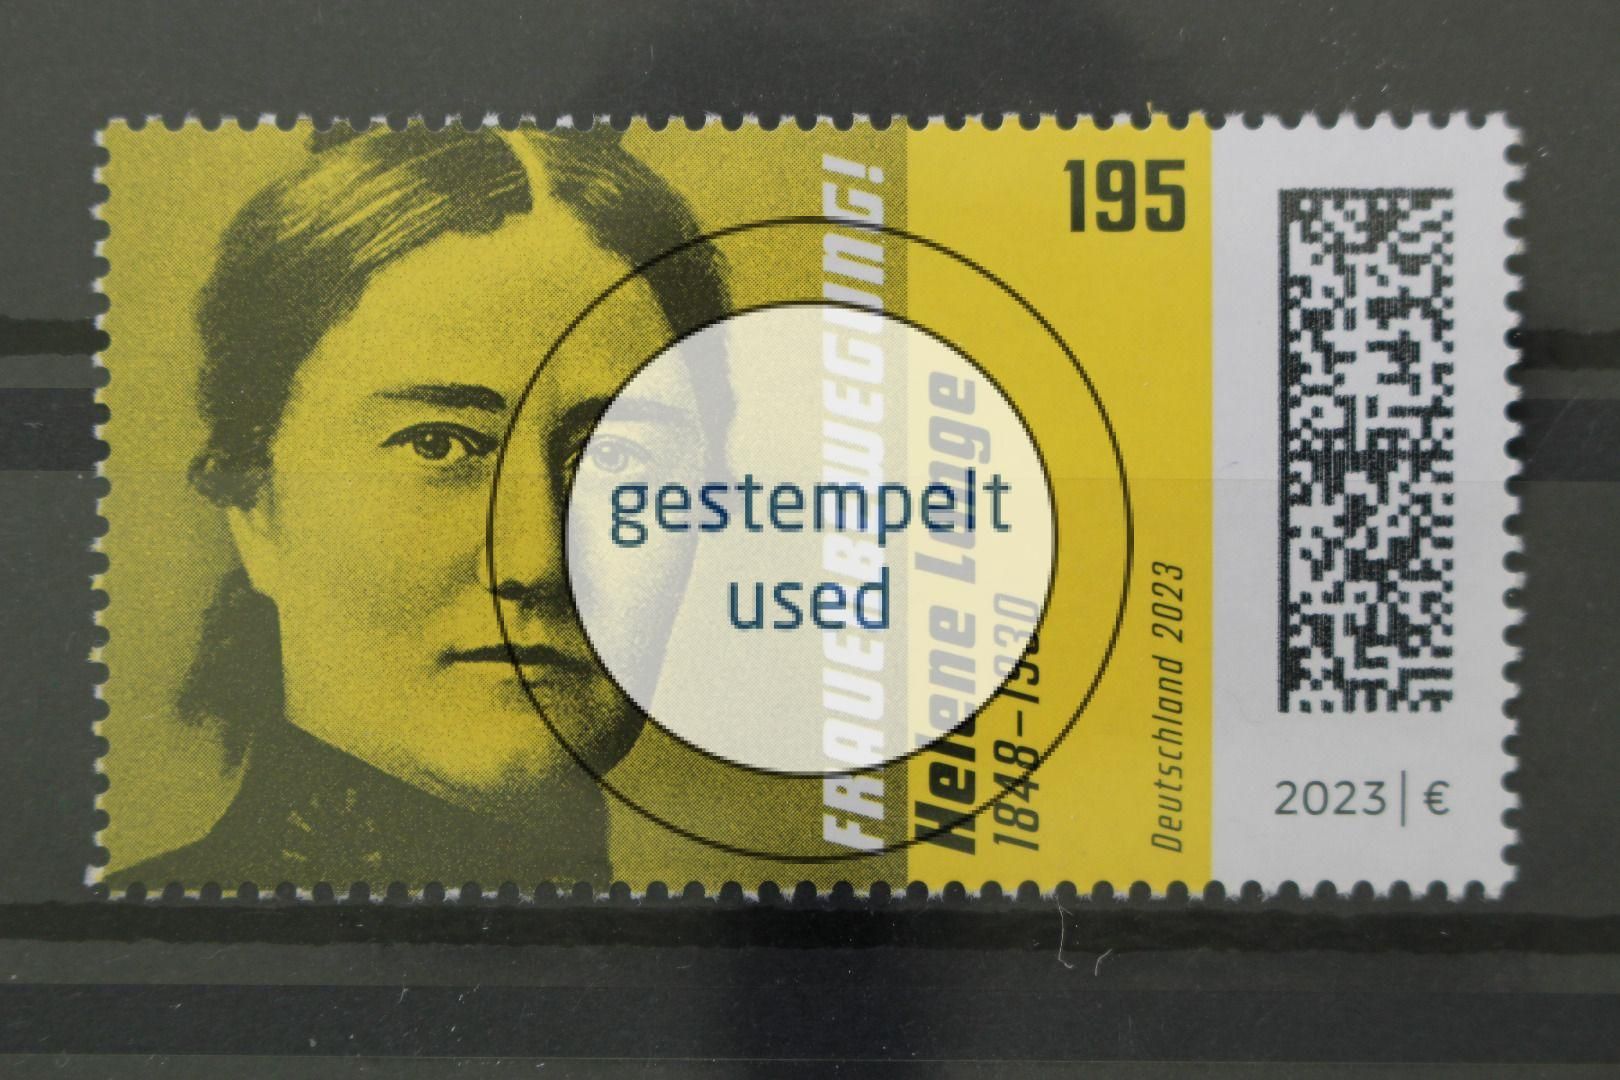 195
FRAUENBEWEGUNG!
Helene Lange
1848–1930
Deutschland 2023
2023|€
gestempelt
used